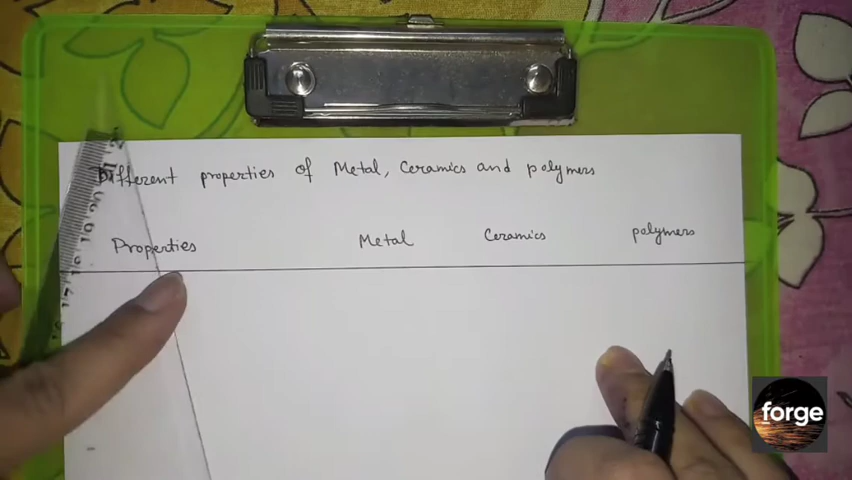 Different properties of Metal, Ceramics and polymers
Properties Metal Ceramics polymers
forge